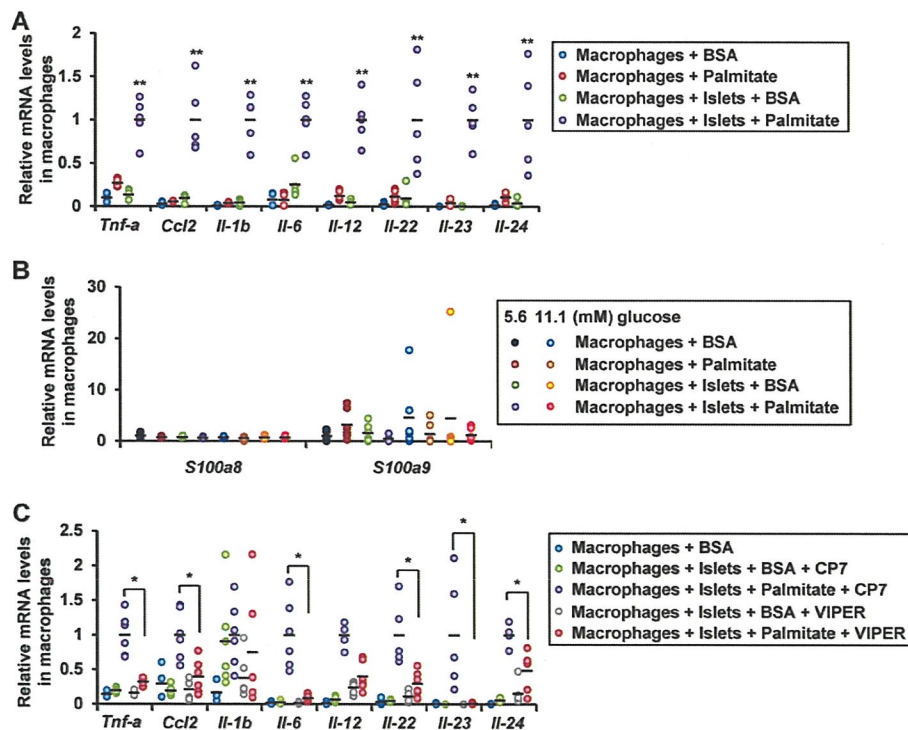 A
Relative mRNA levels
in macrophages
2
1.5
1
0.5
0
** ** ** ** ** ** ** **
Tnf-a Ccl2 Il-1b Il-6 Il-12 Il-22 Il-23 Il-24
Macrophages + BSA
Macrophages + Palmitate
Macrophages + Islets + BSA
Macrophages + Islets + Palmitate
B
Relative mRNA levels
in macrophages
30
20
10
0
S100a8 S100a9
5.6 11.1 (mM) glucose
Macrophages + BSA
Macrophages + Palmitate
Macrophages + Islets + BSA
Macrophages + Islets + Palmitate
C
Relative mRNA levels
in macrophages
2.5
2
1.5
1
0.5
0
* * * * * *
Tnf-a Ccl2 Il-1b Il-6 Il-12 Il-22 Il-23 Il-24
Macrophages + BSA
Macrophages + Islets + BSA + CP7
Macrophages + Islets + Palmitate + CP7
Macrophages + Islets + BSA + VIPER
Macrophages + Islets + Palmitate + VIPER